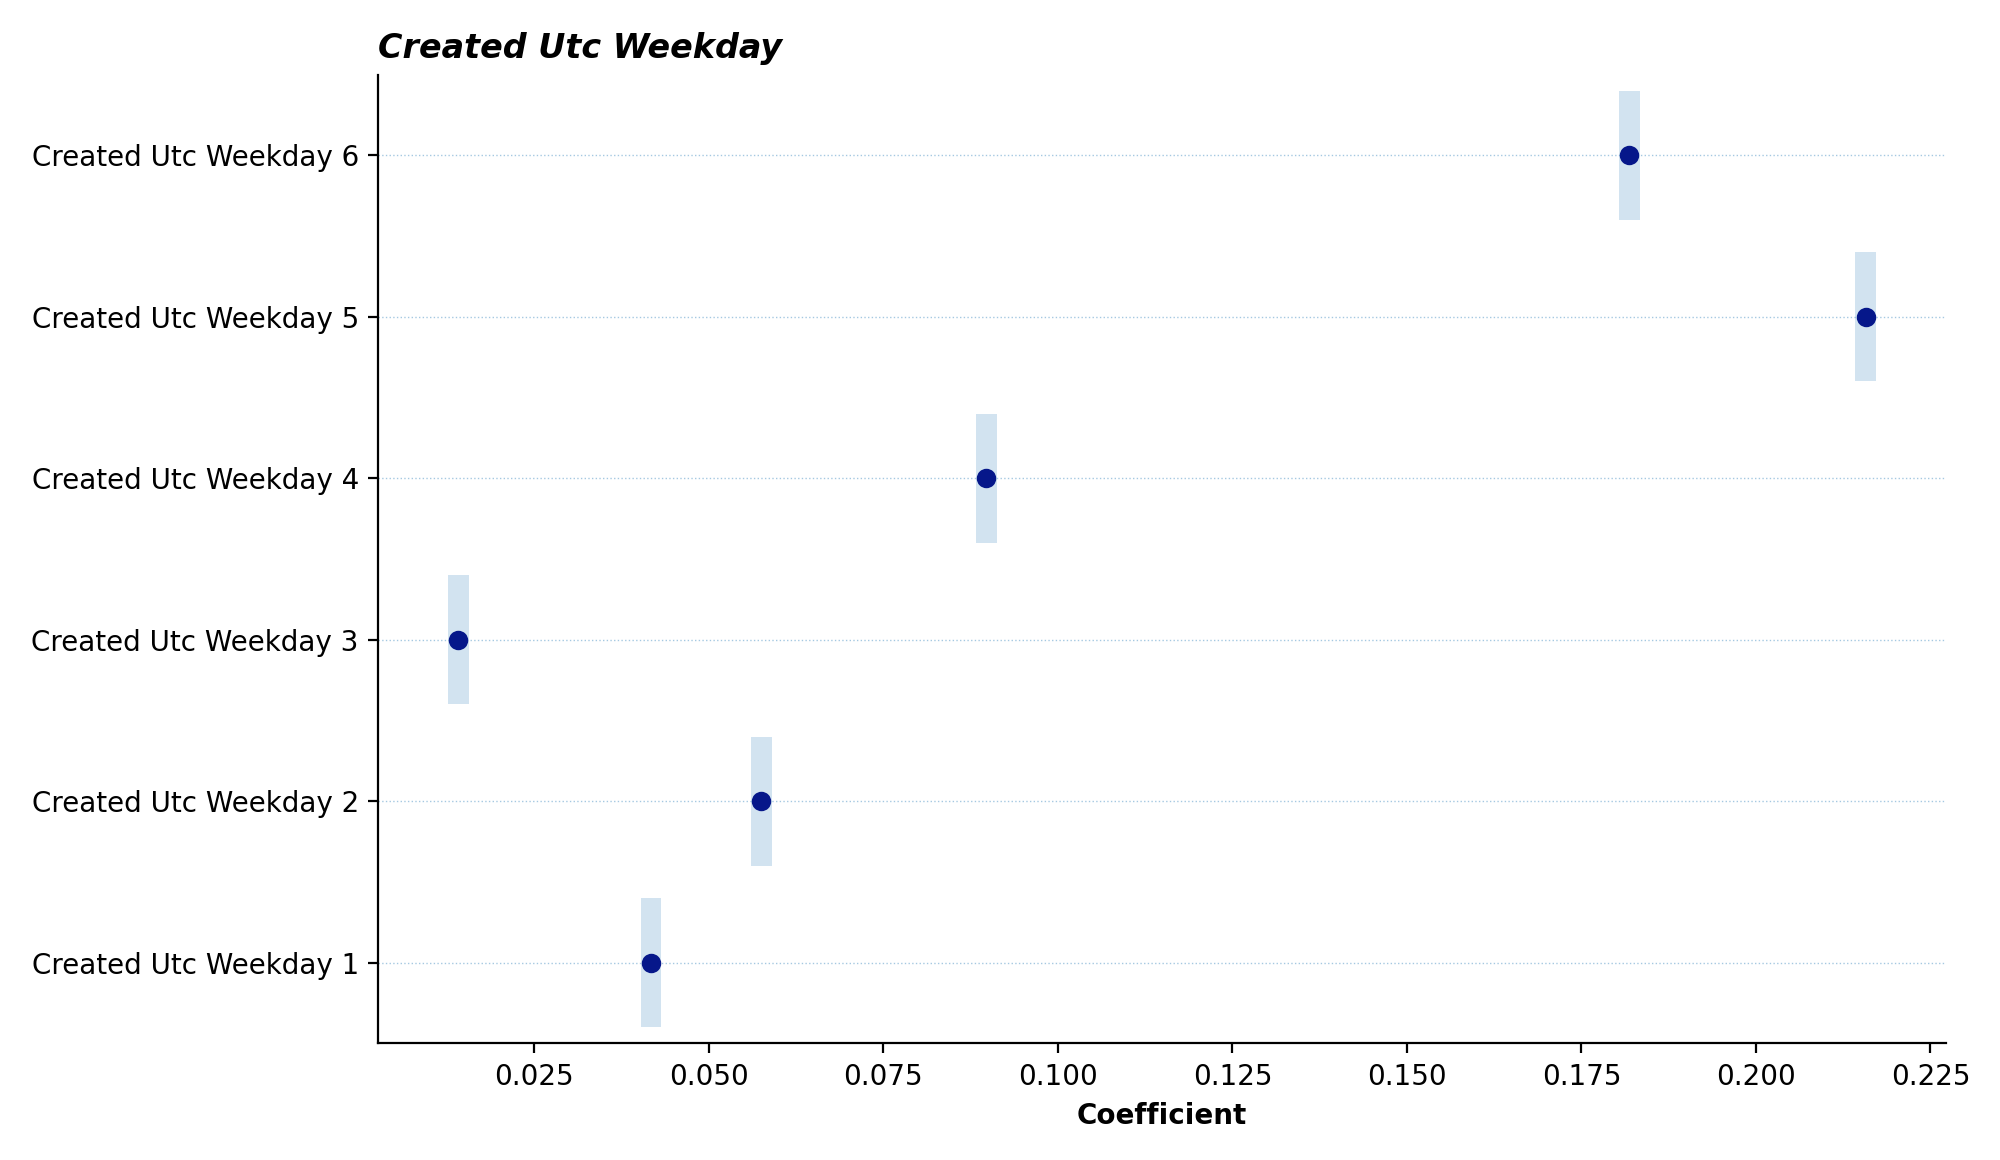 Created Utc Weekday
Created Utc Weekday 6
Created Utc Weekday 5
Created Utc Weekday 4
Created Utc Weekday 3
Created Utc Weekday 2
Created Utc Weekday 1
0.025 0.050 0.075 0.100 0.125 0.150 0.175 0.200 0.225
Coefficient